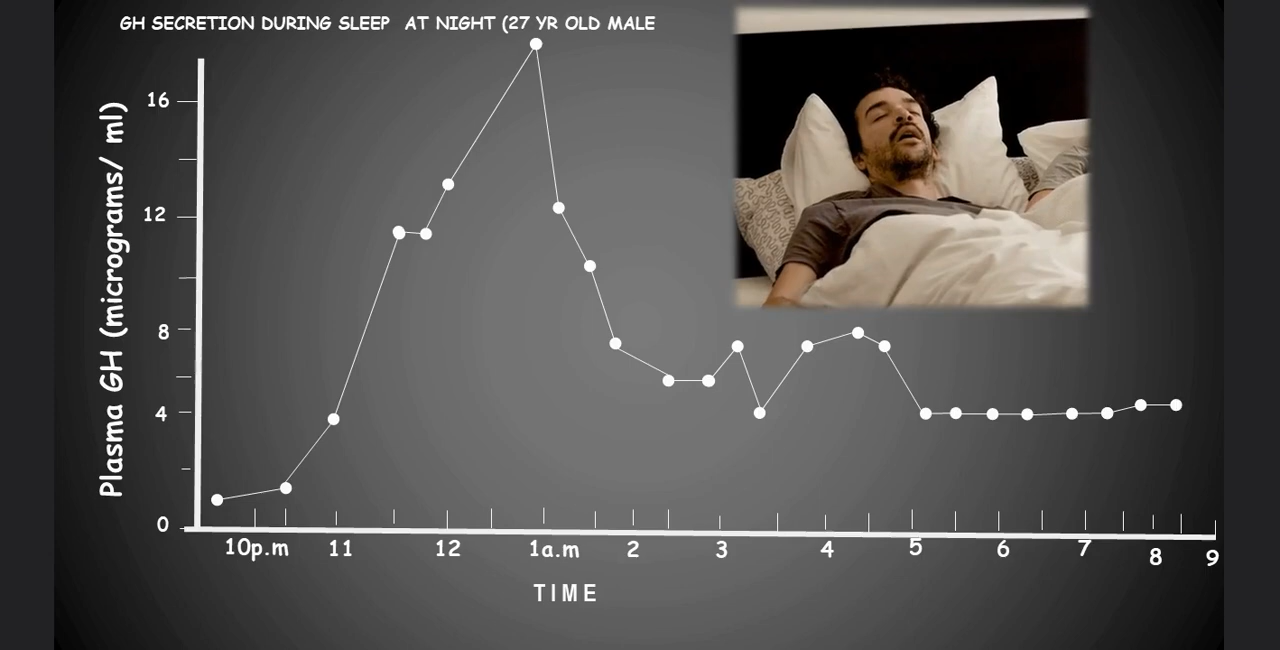 GH SECRETION DURING SLEEP AT NIGHT (27 YR OLD MALE
Plasma GH (micrograms/ ml)
16
12
8
4
0
10p.m 11 12 1a.m 2 3 4 5 6 7 8 9
TIME